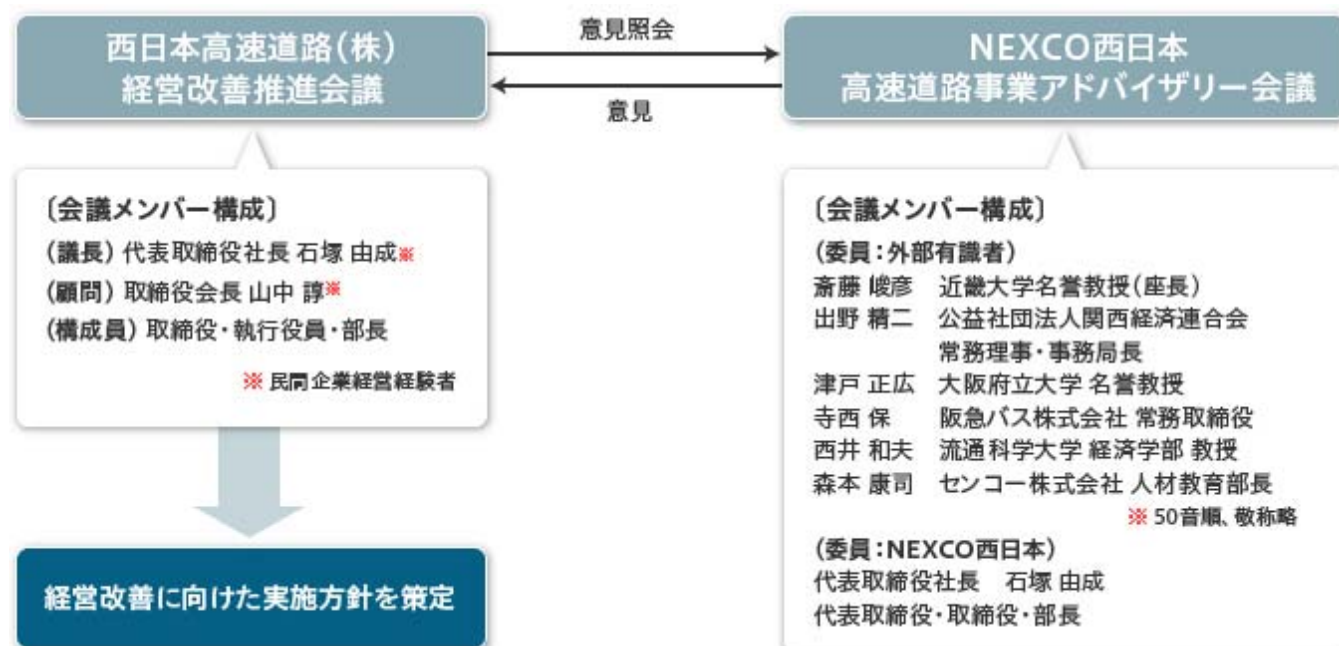 西日本高速道路(株)
経営改善推進会議
意見照会
意見
NEXCO西日本
高速道路事業アドバイザリー会議
〔会議メンバー構成〕
(議長) 代表取締役社長 石塚 由成※
(顧問) 取締役会長 山中 諄※
(構成員) 取締役・執行役員・部長
※ 民間企業経営経験者
経営改善に向けた実施方針を策定
〔会議メンバー構成〕
(委員:外部有識者)
斎藤 峻彦 近畿大学名誉教授(座長)
出野 精二 公益社団法人関西経済連合会
常務理事・事務局長
津戸 正広 大阪府立大学 名誉教授
寺西 保 阪急バス株式会社 常務取締役
西井 和夫 流通科学大学 経済学部 教授
森本 康司 センコー株式会社 人材教育部長
※ 50音順、敬称略
(委員:NEXCO西日本)
代表取締役社長 石塚 由成
代表取締役・取締役・部長